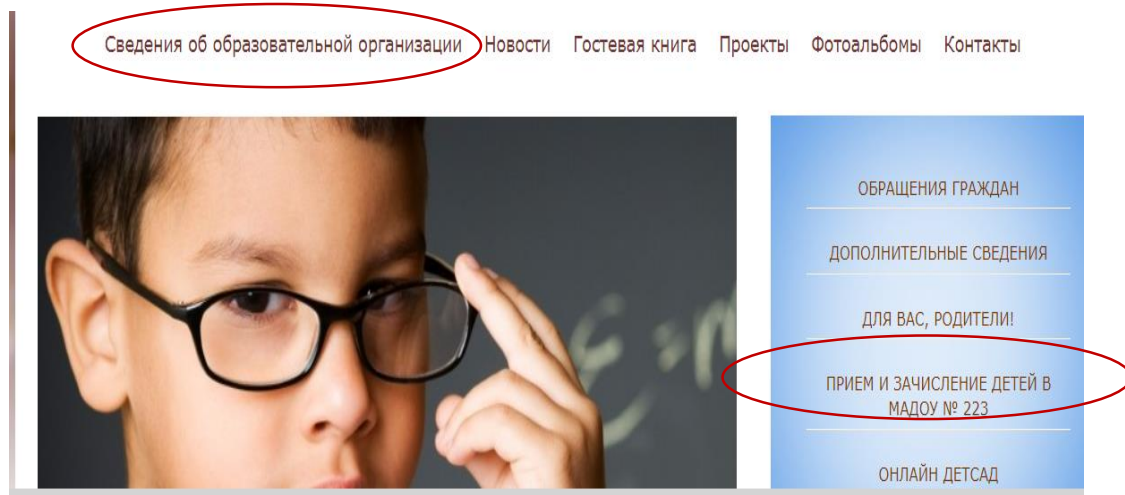 Сведения об образовательной организации Новости Гостевая книга Проекты Фотоальбомы Контакты
ОБРАЩЕНИЯ ГРАЖДАН
ДОПОЛНИТЕЛЬНЫЕ СВЕДЕНИЯ
ДЛЯ ВАС, РОДИТЕЛИ!
ПРИЕМ И ЗАЧИСЛЕНИЕ ДЕТЕЙ В
МАДОУ № 223
ОНЛАЙН ДЕТСАД